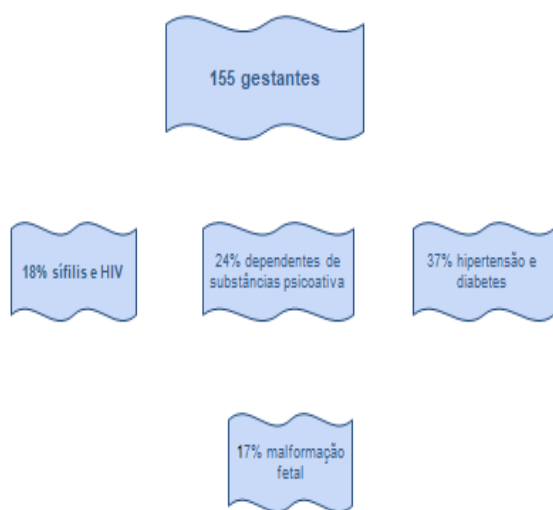 155 gestantes
18% sífilis e HIV
24% dependentes de
substâncias psicoativa
37% hipertensão e
diabetes
17% malformação
fetal